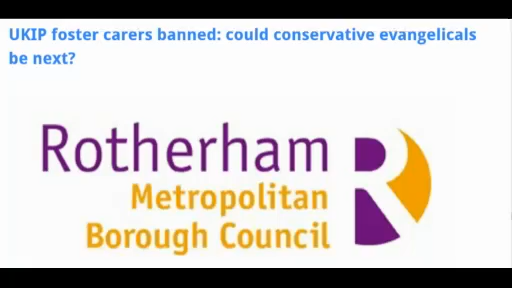 UKIP foster carers banned: could conservative evangelicals
be next?
Rotherham
Metropolitan
Borough Council
R